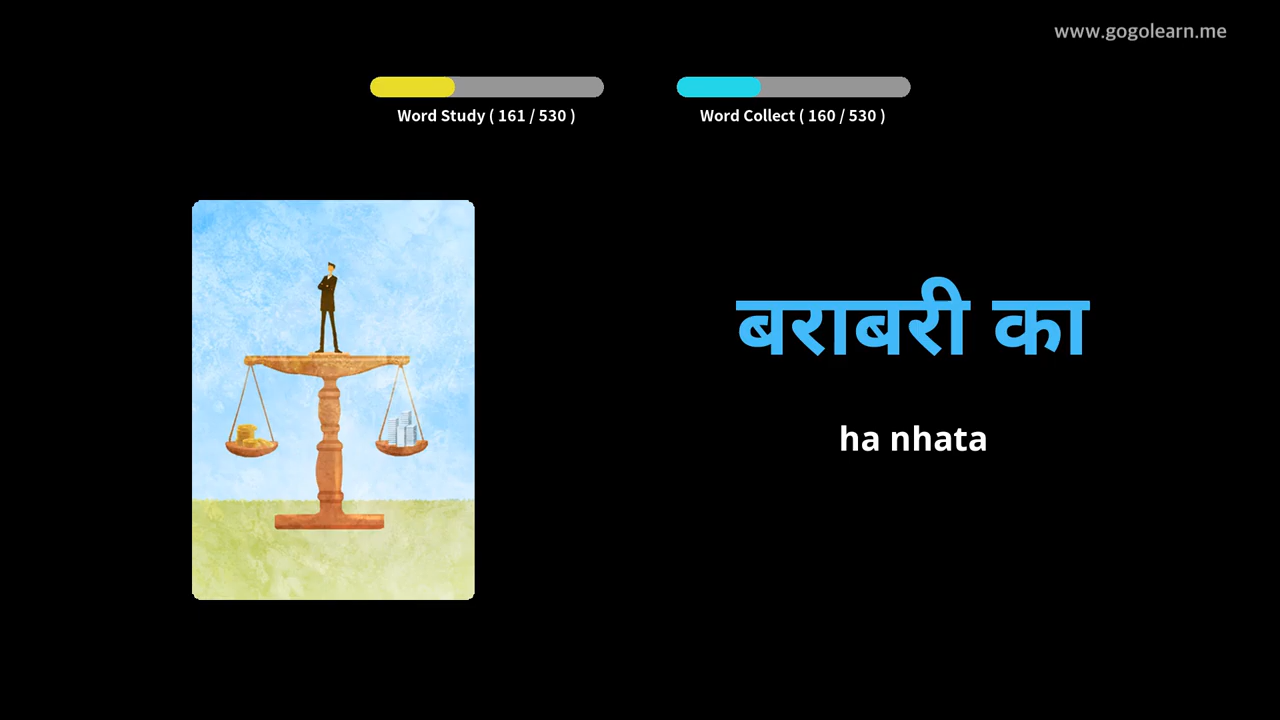 www.gogolearn.me
Word Study ( 161 / 530 )
Word Collect ( 160 / 530 )
बराबरी का
ha nhata